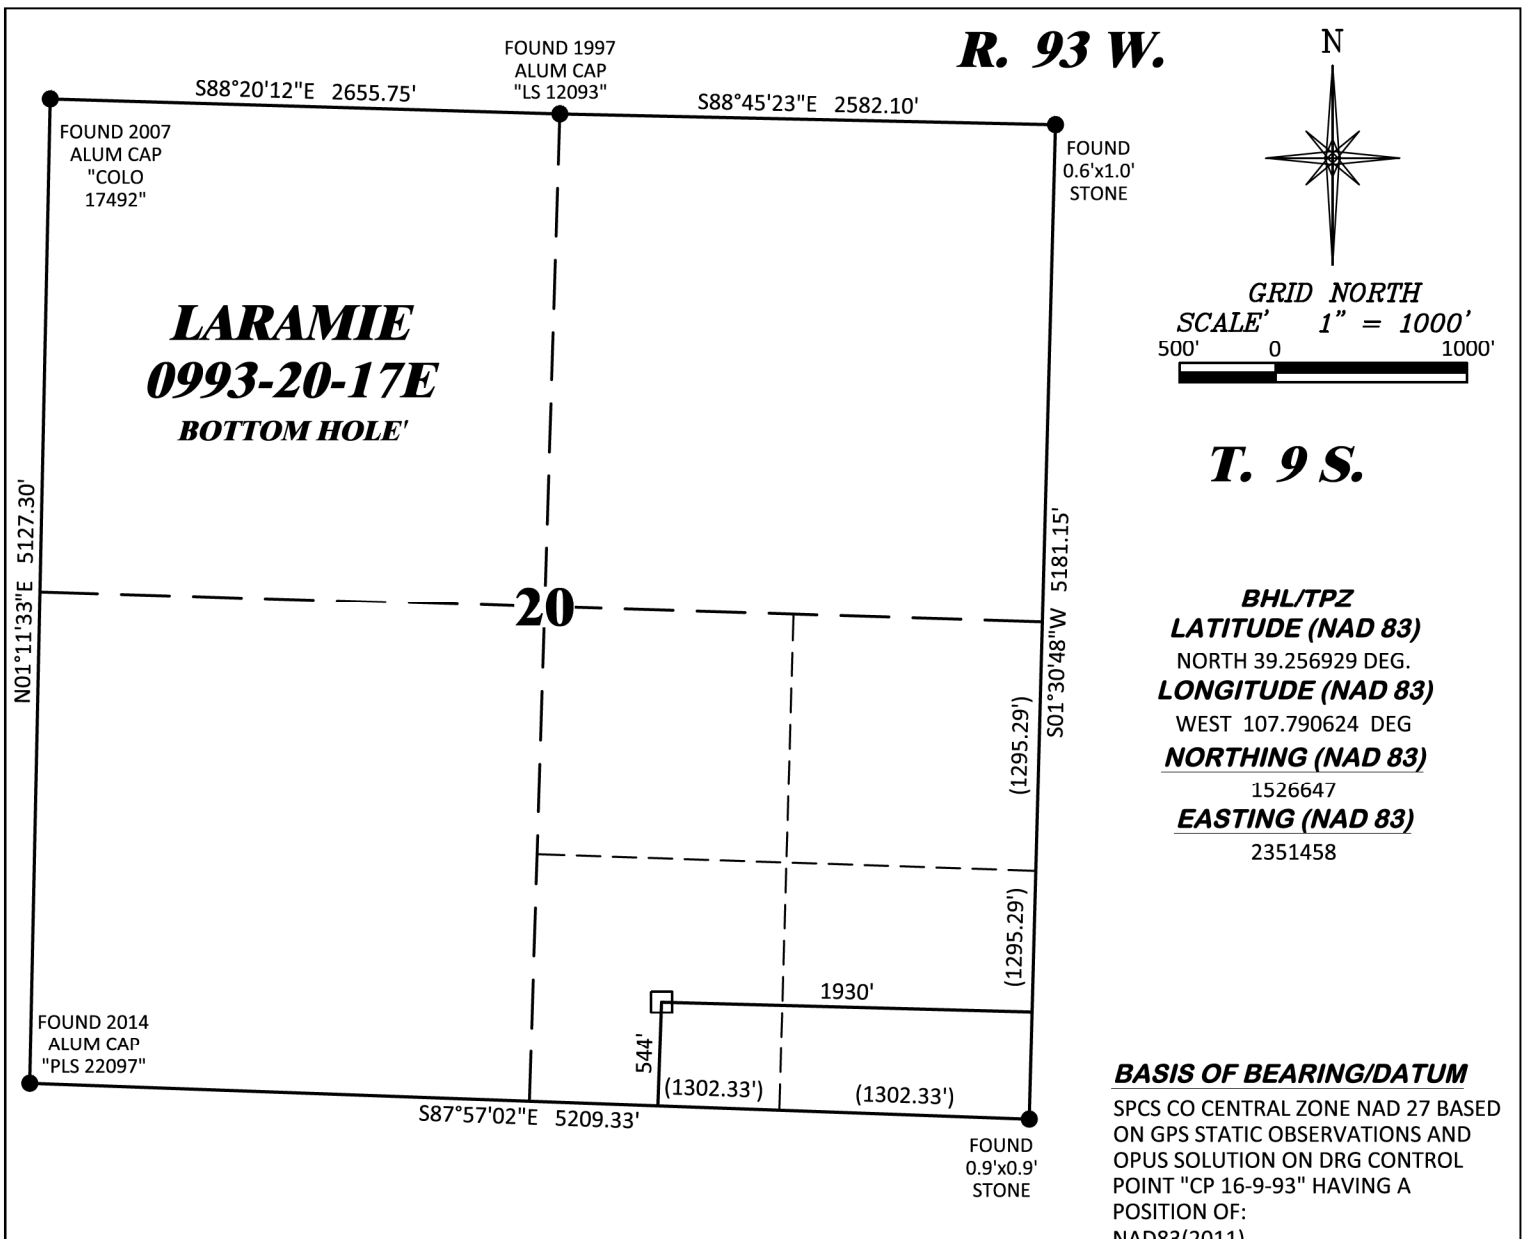 R. 93 W.
N
FOUND 1997
ALUM CAP
"LS 12093"
S88°20'12"E 2655.75'
S88°45'23"E 2582.10'
FOUND 2007
ALUM CAP
"COLO
17492"
FOUND
0.6'x1.0'
STONE
GRID NORTH
SCALE' 1" = 1000'
500' 0 1000'
LARAMIE
0993-20-17E
BOTTOM HOLE'
T. 9 S.
N01°11'33"E 5127.30'
S01°30'48"W 5181.15'
20
BHL/TPZ
LATITUDE (NAD 83)
NORTH 39.256929 DEG.
LONGITUDE (NAD 83)
WEST 107.790624 DEG
NORTHING (NAD 83)
1526647
EASTING (NAD 83)
2351458
(1295.29')
(1295.29')
1930'
544'
(1302.33')
(1302.33')
FOUND 2014
ALUM CAP
"PLS 22097"
S87°57'02"E 5209.33'
FOUND
0.9'x0.9'
STONE
BASIS OF BEARING/DATUM
SPCS CO CENTRAL ZONE NAD 27 BASED
ON GPS STATIC OBSERVATIONS AND
OPUS SOLUTION ON DRG CONTROL
POINT "CP 16-9-93" HAVING A
POSITION OF:
NAD83(2011)